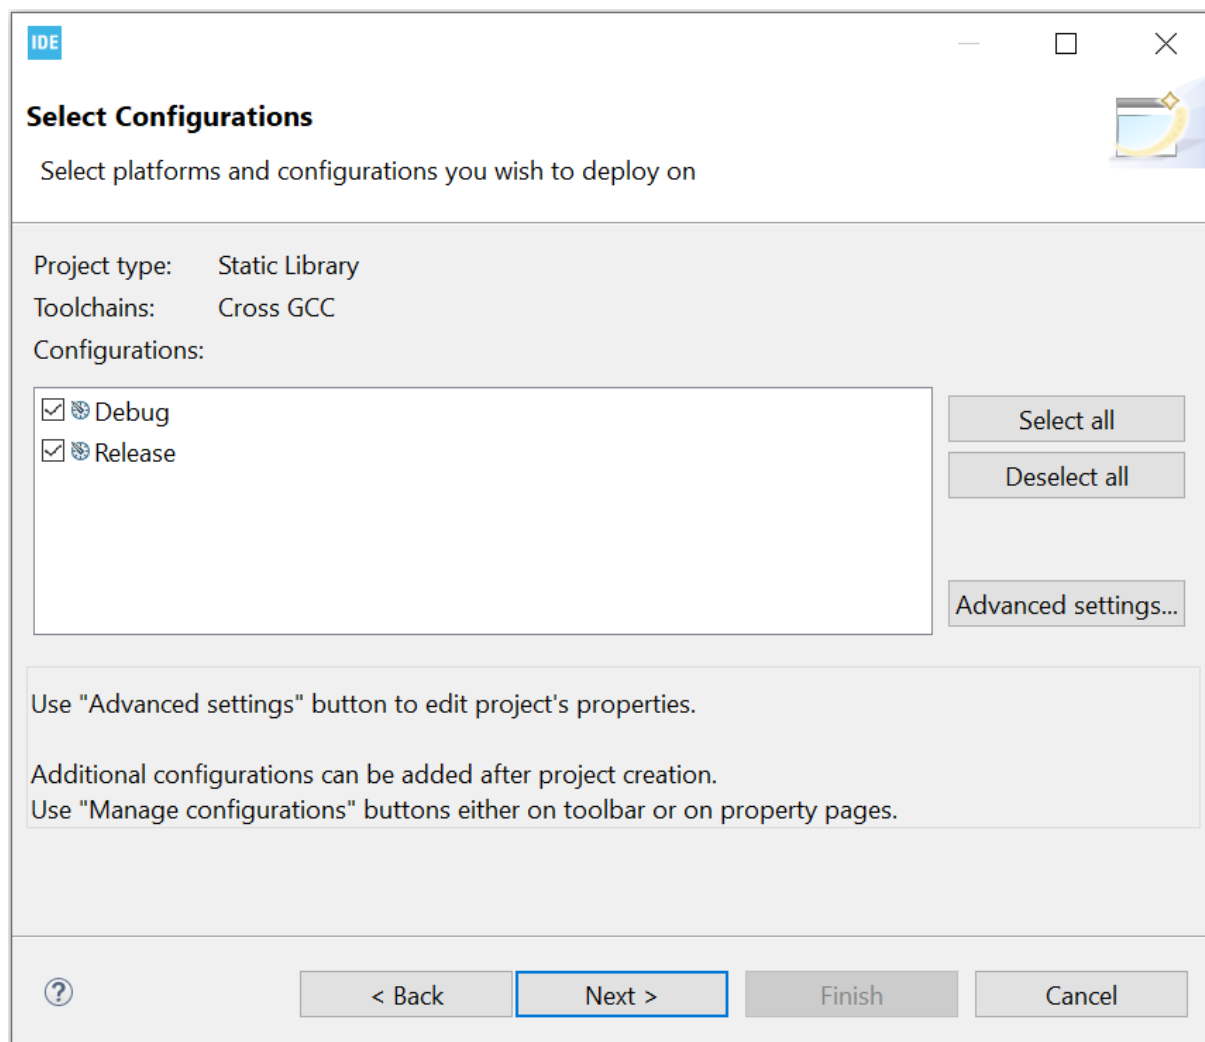 IDE
Select Configurations
Select platforms and configurations you wish to deploy on
Project type: Static Library
Toolchains: Cross GCC
Configurations:
Debug
Release
Select all
Deselect all
Advanced settings...
Use "Advanced settings" button to edit project's properties.
Additional configurations can be added after project creation.
Use "Manage configurations" buttons either on toolbar or on property pages.
? < Back Next > Finish Cancel